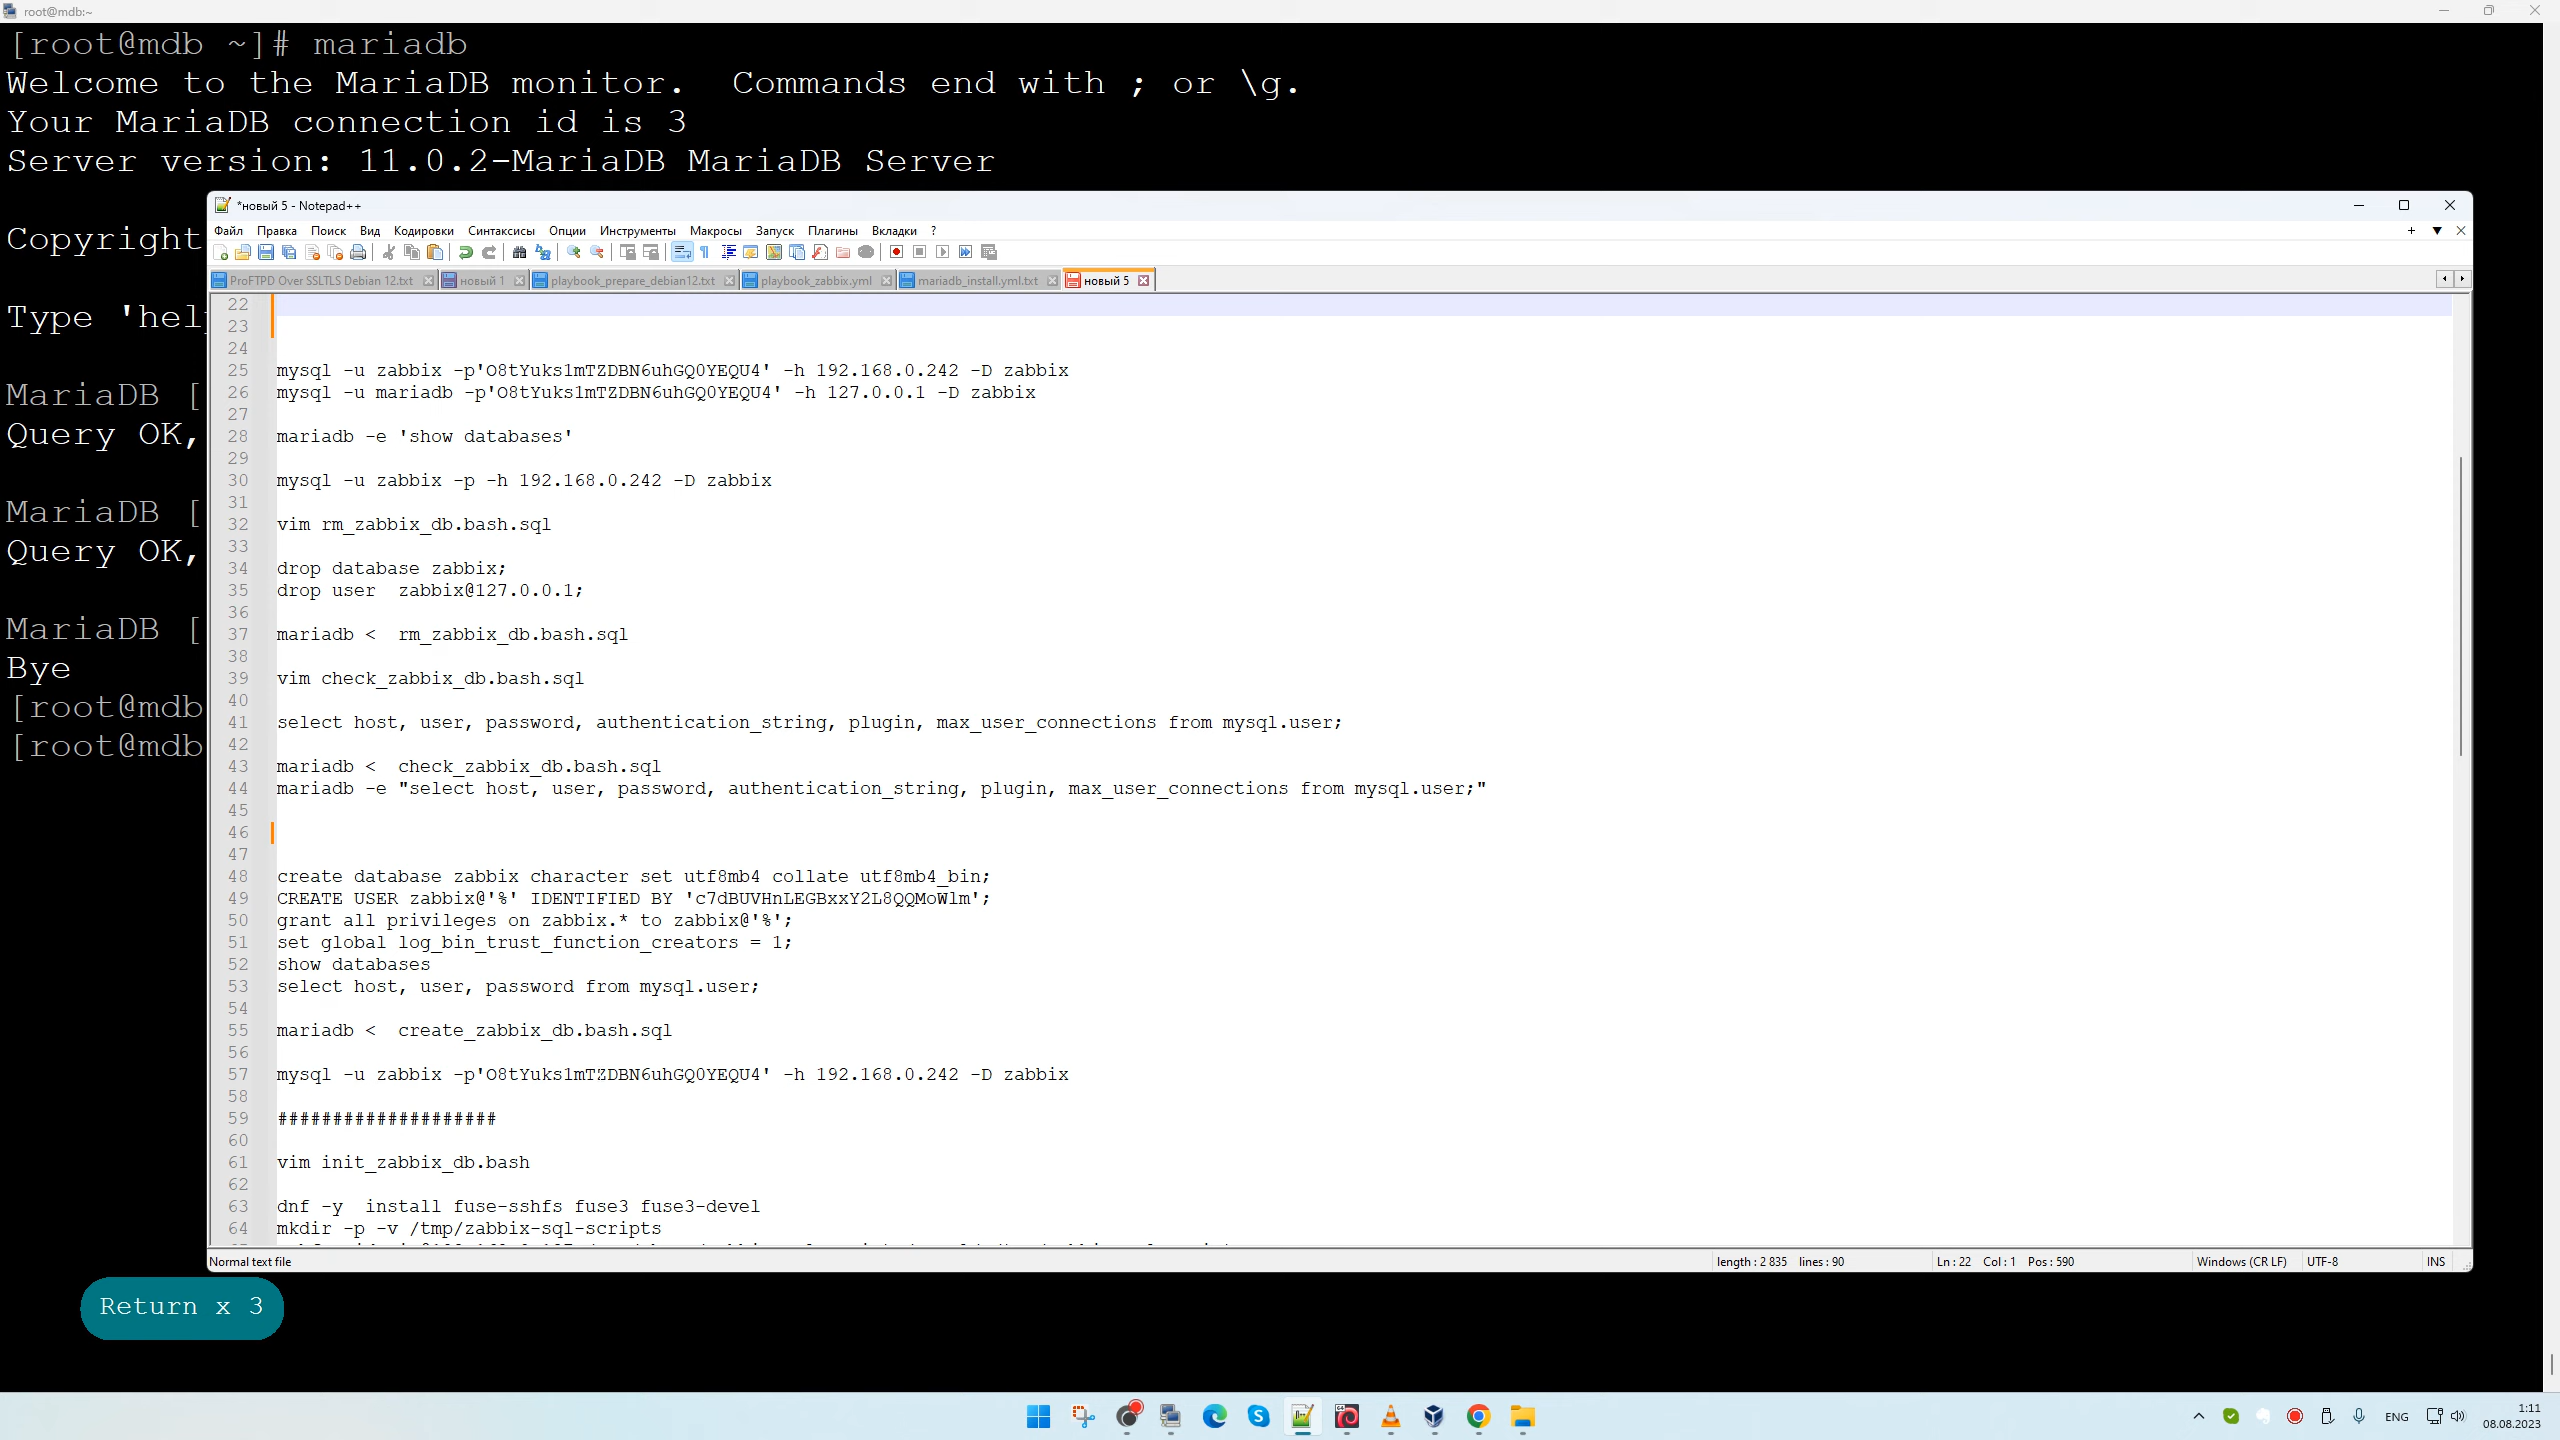 root@mdb:~
[root@mdb ~]# mariadb
Welcome to the MariaDB monitor.  Commands end with ; or \g.
Your MariaDB connection id is 3
Server version: 11.0.2-MariaDB MariaDB Server
Copyright
Type 'hel
MariaDB [
Query OK,
MariaDB [
Query OK,
MariaDB [
Bye
[root@mdb
[root@mdb
*новый 5 - Notepad++
Файл Правка Поиск Вид Кодировки Синтаксисы Опции Инструменты Макросы Запуск Плагины Вкладки ?
ProFTPD Over SSLTLS Debian 12.txt новый 1 playbook_prepare_debian12.txt playbook_zabbix.yml mariadb_install.yml.txt новый 5
22
23
24
25 mysql -u zabbix -p'O8tYuks1mTZDBN6uhGQ0YEQU4' -h 192.168.0.242 -D zabbix
26 mysql -u mariadb -p'O8tYuks1mTZDBN6uhGQ0YEQU4' -h 127.0.0.1 -D zabbix
27
28 mariadb -e 'show databases'
29
30 mysql -u zabbix -p -h 192.168.0.242 -D zabbix
31
32 vim rm_zabbix_db.bash.sql
33
34 drop database zabbix;
35 drop user  zabbix@127.0.0.1;
36
37 mariadb <  rm_zabbix_db.bash.sql
38
39 vim check_zabbix_db.bash.sql
40
41 select host, user, password, authentication_string, plugin, max_user_connections from mysql.user;
42
43 mariadb <  check_zabbix_db.bash.sql
44 mariadb -e "select host, user, password, authentication_string, plugin, max_user_connections from mysql.user;"
45
46
47
48 create database zabbix character set utf8mb4 collate utf8mb4_bin;
49 CREATE USER zabbix@'%' IDENTIFIED BY 'c7dBUVHnLEGBxxY2L8QQMoWlm';
50 grant all privileges on zabbix.* to zabbix@'%';
51 set global log_bin_trust_function_creators = 1;
52 show databases
53 select host, user, password from mysql.user;
54
55 mariadb <  create_zabbix_db.bash.sql
56
57 mysql -u zabbix -p'O8tYuks1mTZDBN6uhGQ0YEQU4' -h 192.168.0.242 -D zabbix
58
59 ####################
60
61 vim init_zabbix_db.bash
62
63 dnf -y  install fuse-sshfs fuse3 fuse3-devel
64 mkdir -p -v /tmp/zabbix-sql-scripts
Normal text file length : 2 835 lines : 90 Ln : 22 Col : 1 Pos : 590 Windows (CR LF) UTF-8 INS
Return x 3
ENG 1:11
08.08.2023